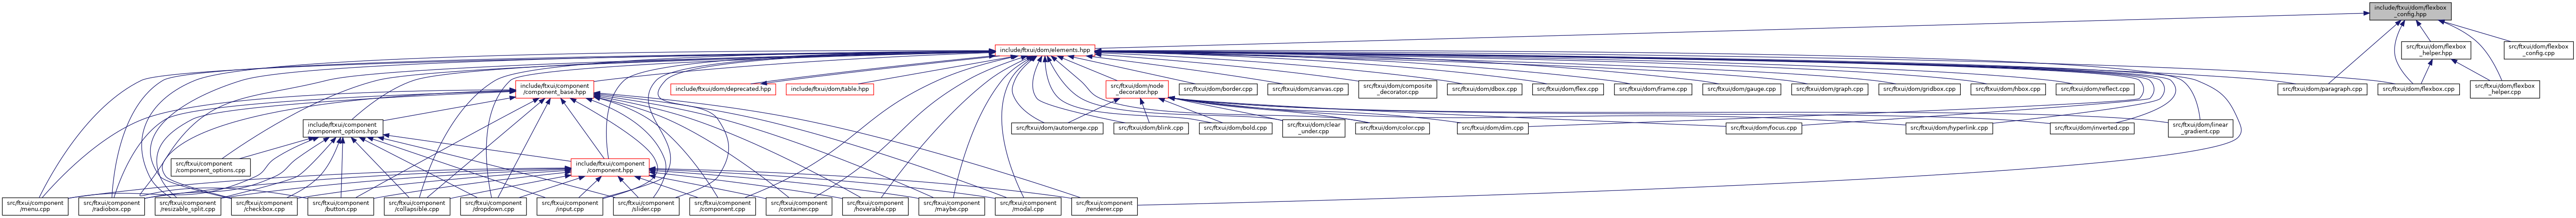 include/ftxui/dom/flexbox
_config.hpp
include/ftxui/dom/elements.hpp
src/ftxui/dom/flexbox
_helper.hpp
src/ftxui/dom/flexbox
_config.cpp
include/ftxui/component
/component_base.hpp
include/ftxui/dom/deprecated.hpp
include/ftxui/dom/table.hpp
src/ftxui/dom/node
_decorator.hpp
src/ftxui/dom/border.cpp
src/ftxui/dom/canvas.cpp
src/ftxui/dom/composite
_decorator.cpp
src/ftxui/dom/dbox.cpp
src/ftxui/dom/flex.cpp
src/ftxui/dom/frame.cpp
src/ftxui/dom/gauge.cpp
src/ftxui/dom/graph.cpp
src/ftxui/dom/gridbox.cpp
src/ftxui/dom/hbox.cpp
src/ftxui/dom/reflect.cpp
src/ftxui/dom/paragraph.cpp
src/ftxui/dom/flexbox.cpp
src/ftxui/dom/flexbox
_helper.cpp
include/ftxui/component
/component_options.hpp
src/ftxui/dom/automerge.cpp
src/ftxui/dom/blink.cpp
src/ftxui/dom/bold.cpp
src/ftxui/dom/clear
_under.cpp
src/ftxui/dom/color.cpp
src/ftxui/dom/dim.cpp
src/ftxui/dom/focus.cpp
src/ftxui/dom/hyperlink.cpp
src/ftxui/dom/inverted.cpp
src/ftxui/dom/linear
_gradient.cpp
src/ftxui/component
/component_options.cpp
include/ftxui/component
/component.hpp
src/ftxui/component
/menu.cpp
src/ftxui/component
/radiobox.cpp
src/ftxui/component
/resizable_split.cpp
src/ftxui/component
/checkbox.cpp
src/ftxui/component
/button.cpp
src/ftxui/component
/collapsible.cpp
src/ftxui/component
/dropdown.cpp
src/ftxui/component
/input.cpp
src/ftxui/component
/slider.cpp
src/ftxui/component
/component.cpp
src/ftxui/component
/container.cpp
src/ftxui/component
/hoverable.cpp
src/ftxui/component
/maybe.cpp
src/ftxui/component
/modal.cpp
src/ftxui/component
/renderer.cpp